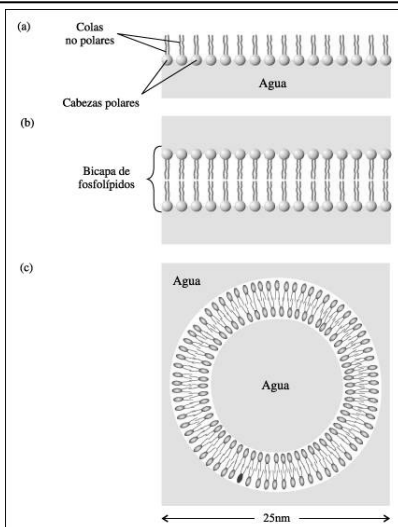 (a)
Colas
no polares
Cabezas polares
Agua
(b)
Bicapa de
fosfolípidos
(c)
Agua
Agua
25nm